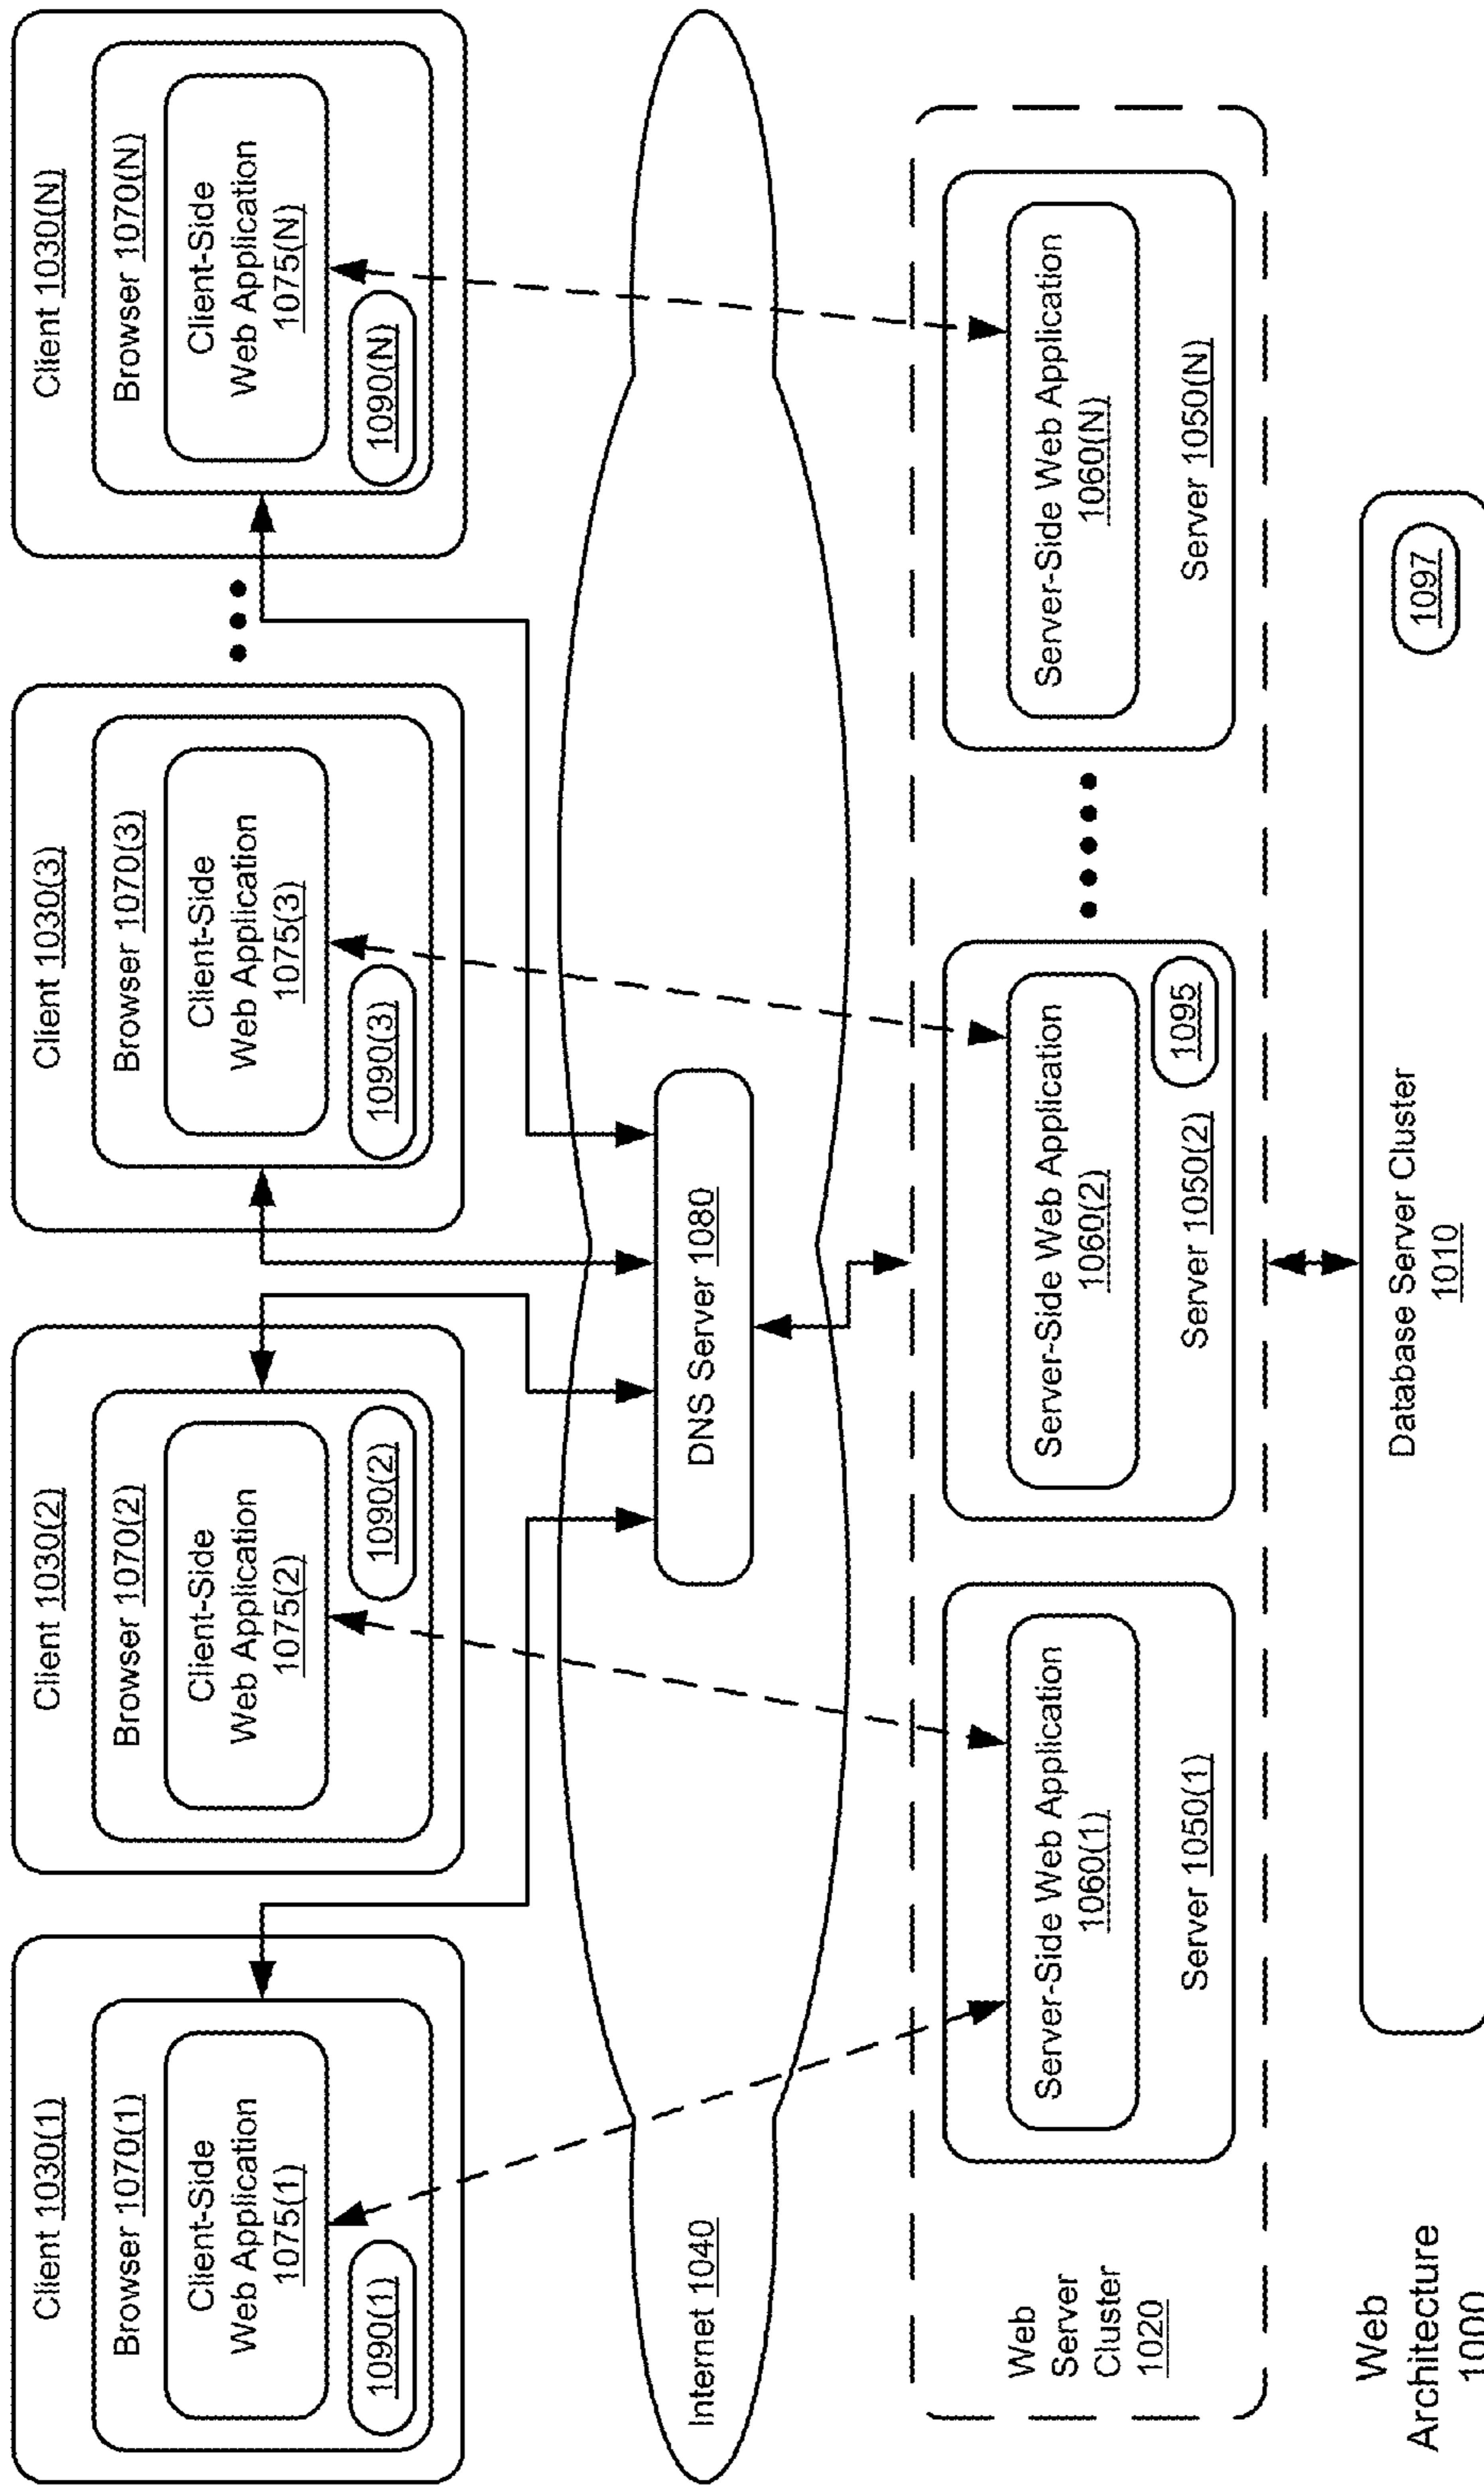 Client 1030(1)
Browser 1070(1)
Client-Side
Web Application
1075(1)
1090(1)
Client 1030(2)
Browser 1070(2)
Client-Side
Web Application
1075(2)
1090(2)
Client 1030(3)
Browser 1070(3)
Client-Side
Web Application
1075(3)
1090(3)
Client 1030(N)
Browser 1070(N)
Client-Side
Web Application
1075(N)
1090(N)
Internet 1040
DNS Server 1080
Web
Server
Cluster
1020
Server-Side Web Application
1060(1)
Server 1050(1)
Server-Side Web Application
1060(2)
Server 1050(2)
1095
Server-Side Web Application
1060(N)
Server 1050(N)
Web
Architecture
1000
Database Server Cluster
1010
1097